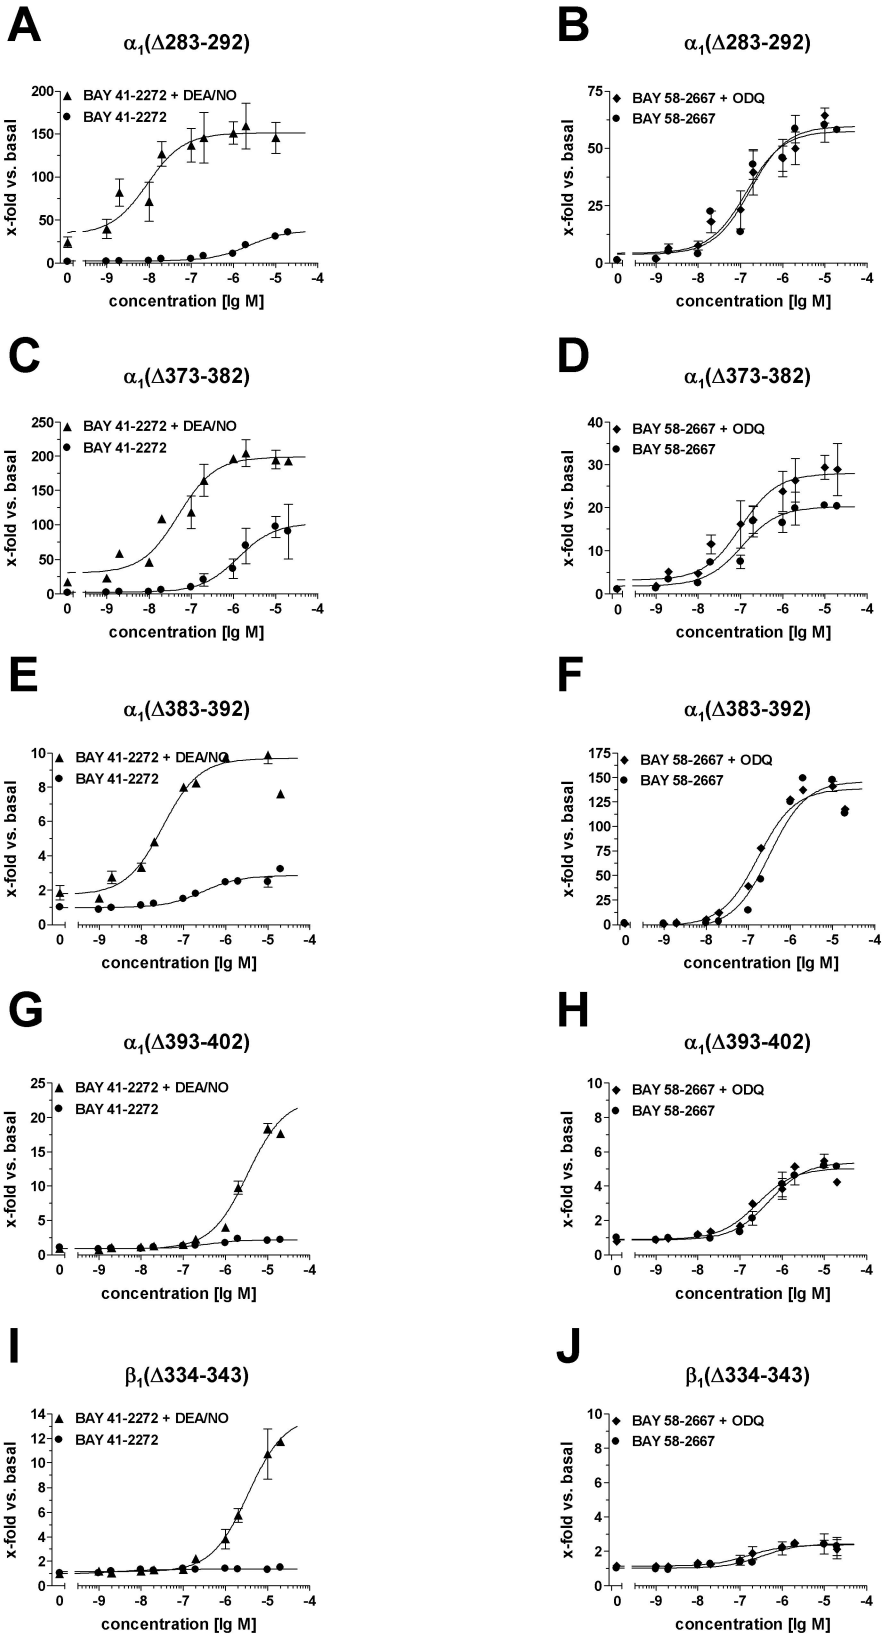 A
α1(Δ283-292)
200
150
100
50
0
x-fold vs. basal
▲ BAY 41-2272 + DEA/NO
● BAY 41-2272
0 -9 -8 -7 -6 -5 -4
concentration [lg M]
B
α1(Δ283-292)
75
50
25
0
x-fold vs. basal
◆ BAY 58-2667 + ODQ
● BAY 58-2667
0 -9 -8 -7 -6 -5 -4
concentration [lg M]
C
α1(Δ373-382)
250
200
150
100
50
0
x-fold vs. basal
▲ BAY 41-2272 + DEA/NO
● BAY 41-2272
0 -9 -8 -7 -6 -5 -4
concentration [lg M]
D
α1(Δ373-382)
40
30
20
10
0
x-fold vs. basal
◆ BAY 58-2667 + ODQ
● BAY 58-2667
0 -9 -8 -7 -6 -5 -4
concentration [lg M]
E
α1(Δ383-392)
10
8
6
4
2
0
x-fold vs. basal
▲ BAY 41-2272 + DEA/NO
● BAY 41-2272
0 -9 -8 -7 -6 -5 -4
concentration [lg M]
F
α1(Δ383-392)
175
150
125
100
75
50
25
0
x-fold vs. basal
◆ BAY 58-2667 + ODQ
● BAY 58-2667
0 -9 -8 -7 -6 -5 -4
concentration [lg M]
G
α1(Δ393-402)
25
20
15
10
5
0
x-fold vs. basal
▲ BAY 41-2272 + DEA/NO
● BAY 41-2272
0 -9 -8 -7 -6 -5 -4
concentration [lg M]
H
α1(Δ393-402)
10
8
6
4
2
0
x-fold vs. basal
◆ BAY 58-2667 + ODQ
● BAY 58-2667
0 -9 -8 -7 -6 -5 -4
concentration [lg M]
I
β1(Δ334-343)
14
12
10
8
6
4
2
0
x-fold vs. basal
▲ BAY 41-2272 + DEA/NO
● BAY 41-2272
0 -9 -8 -7 -6 -5 -4
concentration [lg M]
J
β1(Δ334-343)
10
8
6
4
2
0
x-fold vs. basal
◆ BAY 58-2667 + ODQ
● BAY 58-2667
0 -9 -8 -7 -6 -5 -4
concentration [lg M]